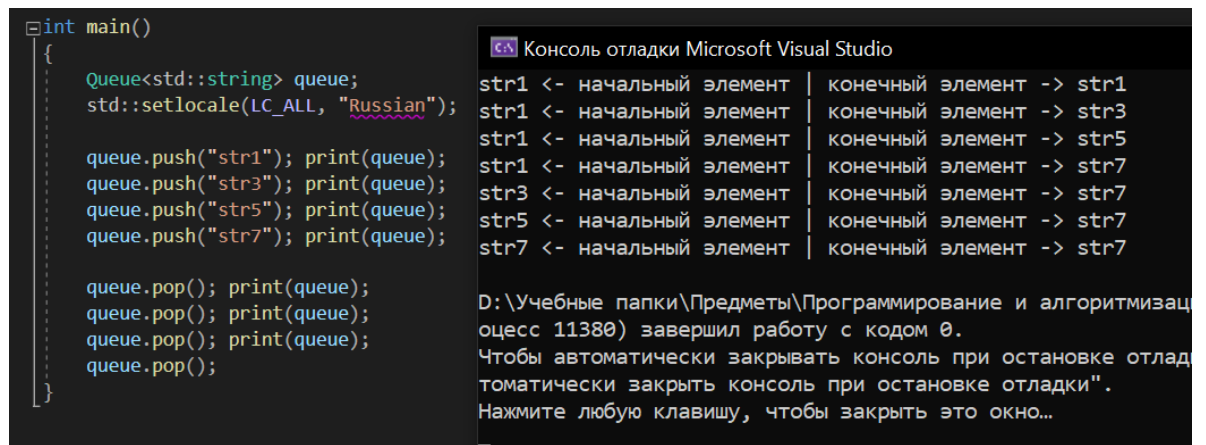 int main()
{
Queue<std::string> queue;
std::setlocale(LC_ALL, "Russian");
queue.push("str1"); print(queue);
queue.push("str3"); print(queue);
queue.push("str5"); print(queue);
queue.push("str7"); print(queue);
queue.pop(); print(queue);
queue.pop(); print(queue);
queue.pop(); print(queue);
queue.pop();
}
Консоль отладки Microsoft Visual Studio
str1 <- начальный элемент | конечный элемент -> str1
str1 <- начальный элемент | конечный элемент -> str3
str1 <- начальный элемент | конечный элемент -> str5
str1 <- начальный элемент | конечный элемент -> str7
str3 <- начальный элемент | конечный элемент -> str7
str5 <- начальный элемент | конечный элемент -> str7
str7 <- начальный элемент | конечный элемент -> str7
D:\Учебные папки\Предметы\Программирование и алгоритмизац
оцесс 11380) завершил работу с кодом 0.
Чтобы автоматически закрывать консоль при остановке отлад
томатически закрыть консоль при остановке отладки".
Нажмите любую клавишу, чтобы закрыть это окно…